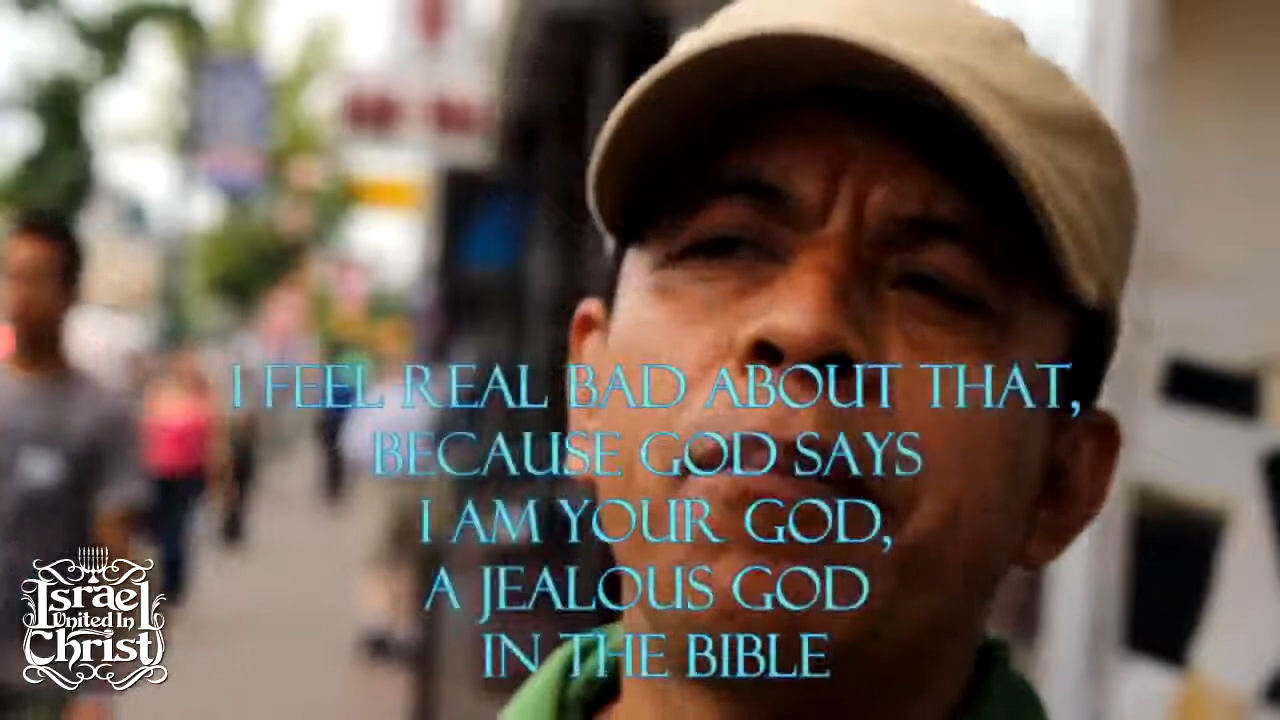 I FEEL REAL BAD ABOUT THAT,
BECAUSE GOD SAYS
I AM YOUR GOD,
A JEALOUS GOD
IN THE BIBLE
Israel
United In
Christ